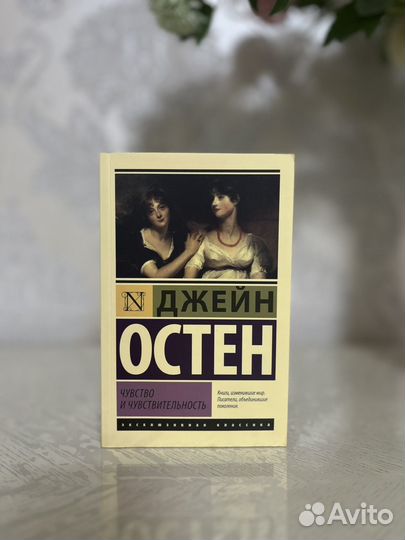 N ДЖЕЙН
ОСТЕН
ЧУВСТВО
И ЧУВСТВИТЕЛЬНОСТЬ
Книги, изменившие мир.
Писатели, объединившие
поколения.
ЭКСКЛЮЗИВНАЯ КЛАССИКА
Avito